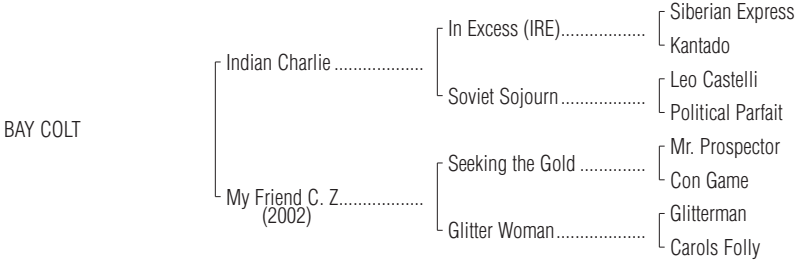 Siberian Express
In Excess (IRE)...................
Kantado
Indian Charlie ...................
Leo Castelli
Soviet Sojourn..................
Political Parfait
BAY COLT
Mr. Prospector
Seeking the Gold ..............
Con Game
My Friend C. Z..................
(2002)
Glitterman
Glitter Woman...................
Carols Folly